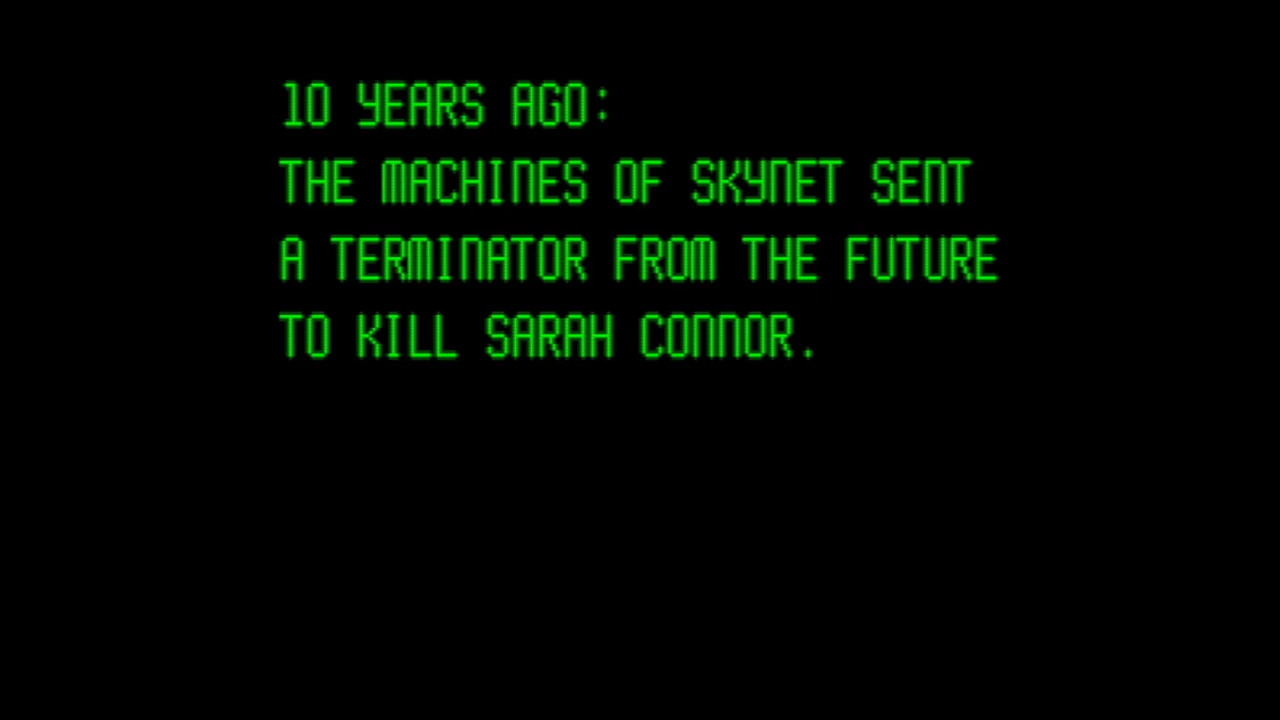 10 YEARS AGO:
THE MACHINES OF SKYNET SENT
A TERMINATOR FROM THE FUTURE
TO KILL SARAH CONNOR.